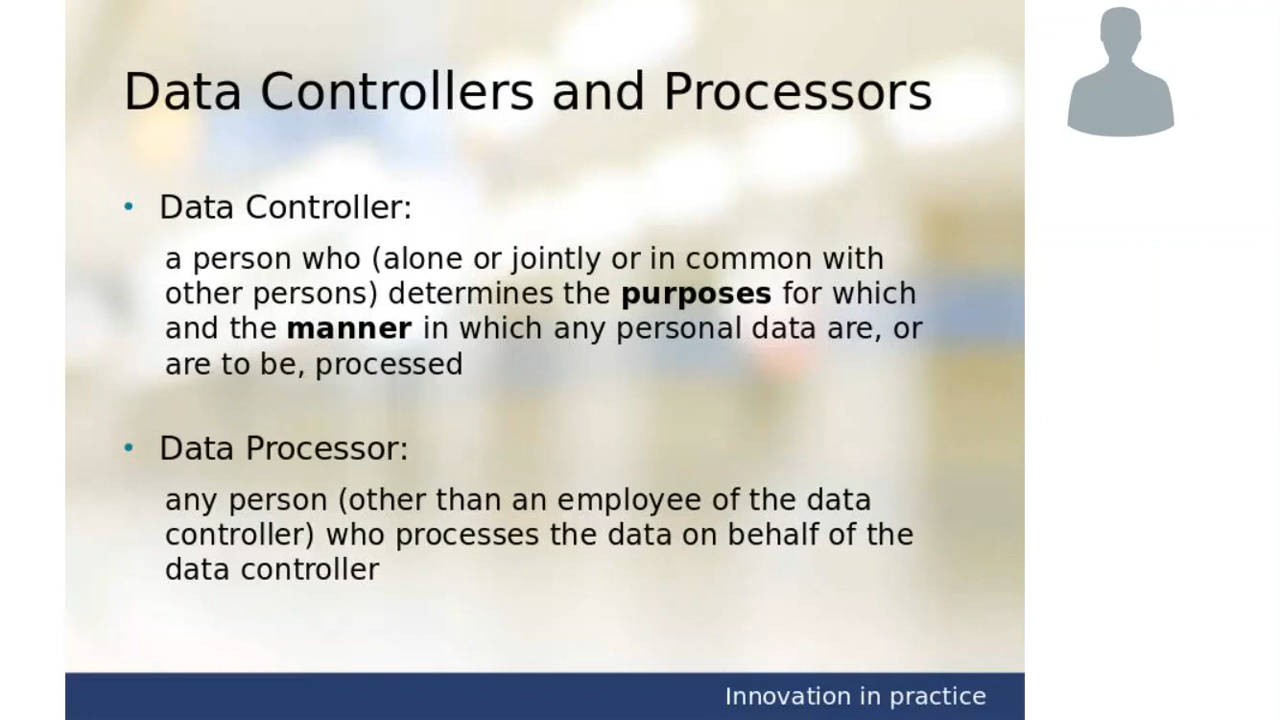 Data Controllers and Processors
• Data Controller:
a person who (alone or jointly or in common with
other persons) determines the purposes for which
and the manner in which any personal data are, or
are to be, processed
• Data Processor:
any person (other than an employee of the data
controller) who processes the data on behalf of the
data controller
Innovation in practice